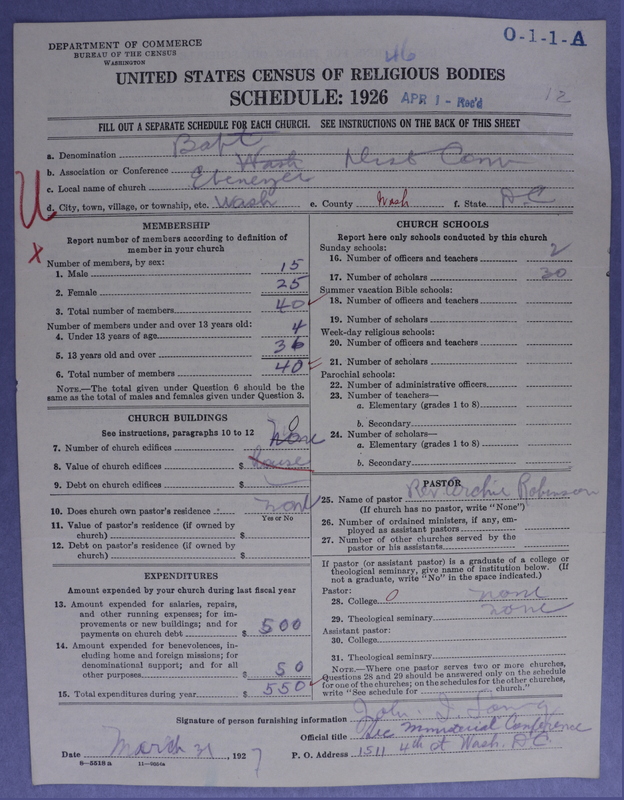 O-1-1-A
DEPARTMENT OF COMMERCE
BUREAU OF THE CENSUS
WASHINGTON
46
UNITED STATES CENSUS OF RELIGIOUS BODIES
SCHEDULE: 1926 APR 1 - Rec'd 12
FILL OUT A SEPARATE SCHEDULE FOR EACH CHURCH. SEE INSTRUCTIONS ON THE BACK OF THIS SHEET
a. Denomination Bapt
b. Association or Conference Wash Dist Conv
c. Local name of church Ebenezer
d. City, town, village, or township, etc. Wash e. County Wash f. State D.C
MEMBERSHIP
Report number of members according to definition of
member in your church
Number of members, by sex:
1. Male 15
2. Female 25
3. Total number of members 40
Number of members under and over 13 years old:
4. Under 13 years of age 4
5. 13 years old and over 36
6. Total number of members 40
NOTE.—The total given under Question 6 should be the
same as the total of males and females given under Question 3.
CHURCH BUILDINGS
See instructions, paragraphs 10 to 12
7. Number of church edifices none 0
8. Value of church edifices $ house
9. Debt on church edifices $
10. Does church own pastor's residence none
Yes or No
11. Value of pastor's residence (if owned by
church) $
12. Debt on pastor's residence (if owned by
church) $
EXPENDITURES
Amount expended by your church during last fiscal year
13. Amount expended for salaries, repairs,
and other running expenses; for im-
provements or new buildings; and for
payments on church debt $ 500
14. Amount expended for benevolences, in-
cluding home and foreign missions; for
denominational support; and for all
other purposes $ 50
15. Total expenditures during year $ 550
CHURCH SCHOOLS
Report here only schools conducted by this church
Sunday schools:
16. Number of officers and teachers 2
17. Number of scholars 30
Summer vacation Bible schools:
18. Number of officers and teachers
19. Number of scholars
Week-day religious schools:
20. Number of officers and teachers
21. Number of scholars
Parochial schools:
22. Number of administrative officers
23. Number of teachers—
a. Elementary (grades 1 to 8)
b. Secondary
24. Number of scholars—
a. Elementary (grades 1 to 8)
b. Secondary
PASTOR
25. Name of pastor Rev Archie Robinson
(If church has no pastor, write "None")
26. Number of ordained ministers, if any, em-
ployed as assistant pastors
27. Number of other churches served by the
pastor or his assistants
If pastor (or assistant pastor) is a graduate of a college or
theological seminary, give name of institution below. (If
not a graduate, write "No" in the space indicated.)
Pastor:
28. College 0 none
29. Theological seminary none
Assistant pastor:
30. College
31. Theological seminary
NOTE.—Where one pastor serves two or more churches,
Questions 28 and 29 should be answered only on the schedule
for one of the churches; on the schedules for the other churches,
write "See schedule for church."
Signature of person furnishing information John I.
Official title Sec Ministerial Conference
Date March 31, 1927 P. O. Address 1511 4th st Wash. D.C.
8-5518a 11-9664a